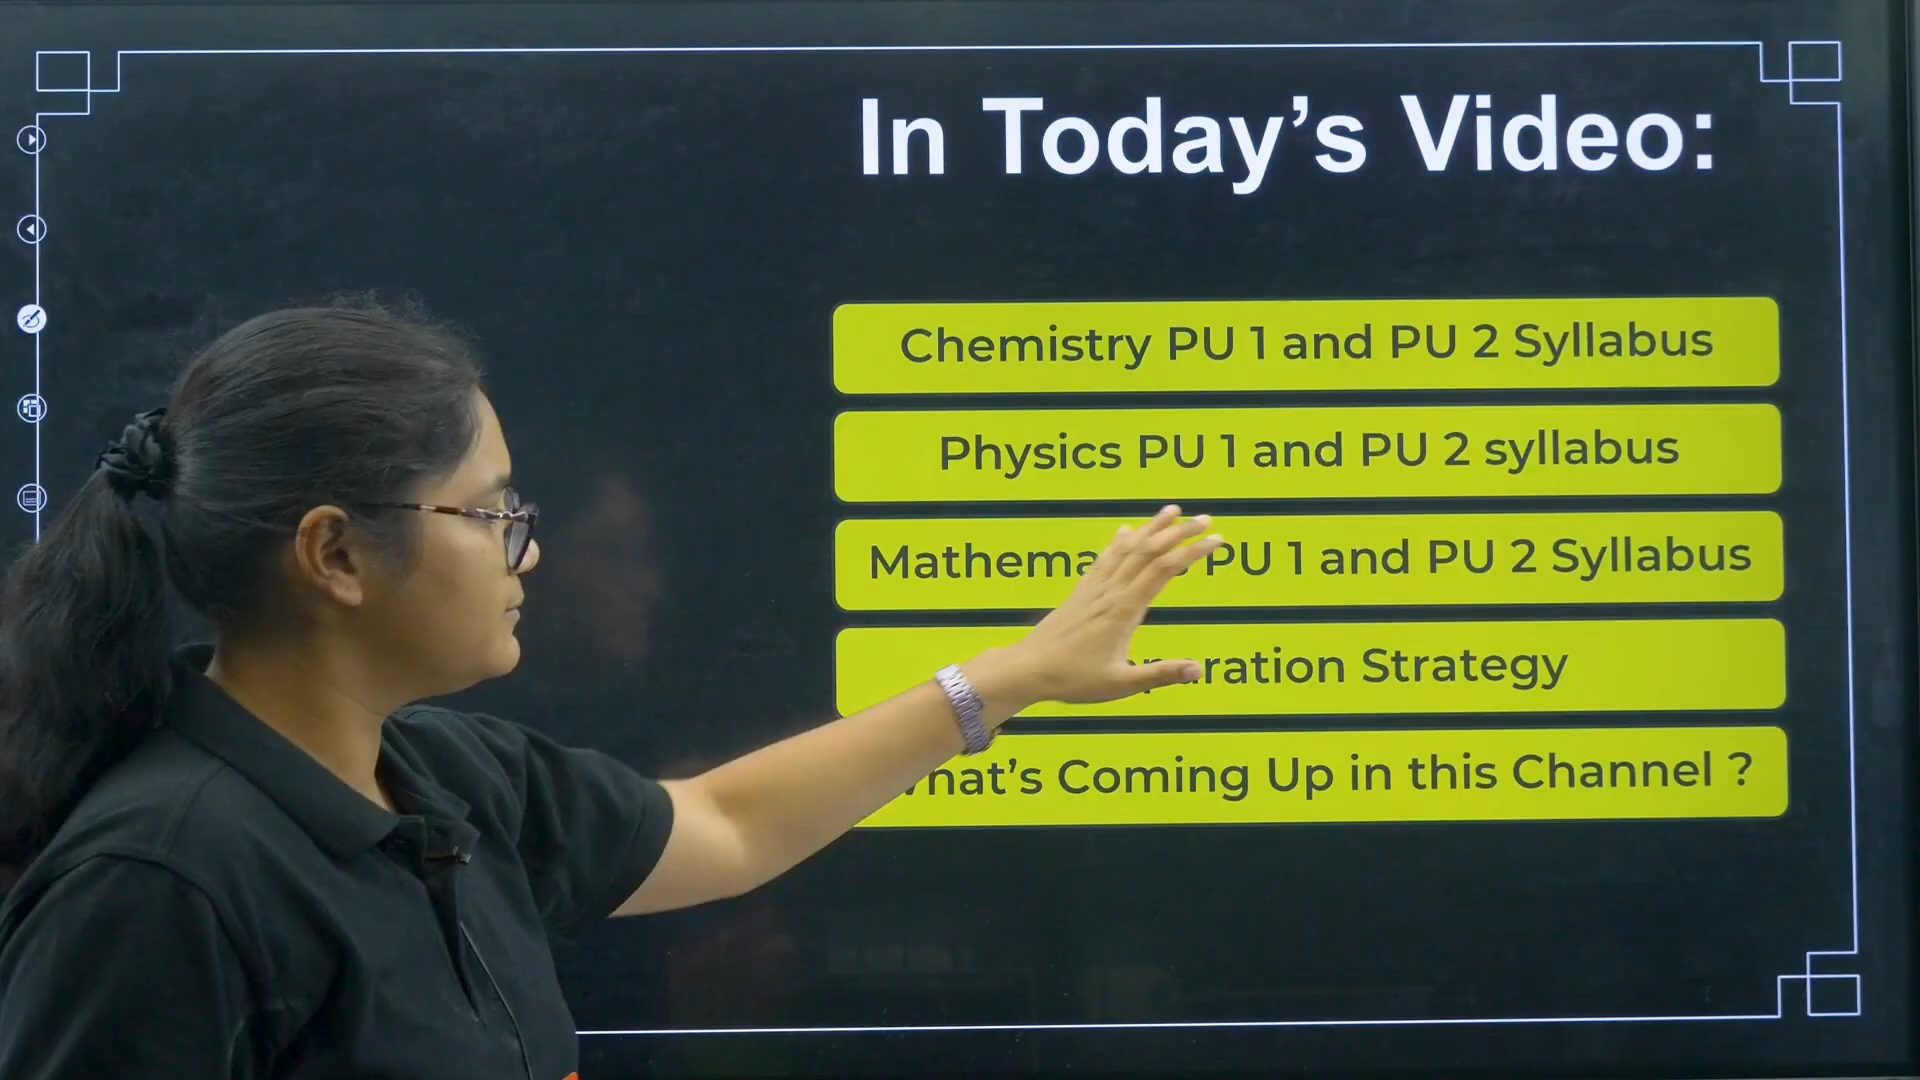 In Today’s Video:
Chemistry PU 1 and PU 2 Syllabus
Physics PU 1 and PU 2 syllabus
PU 1 and PU 2 Syllabus
Strategy
Coming Up in this Channel ?